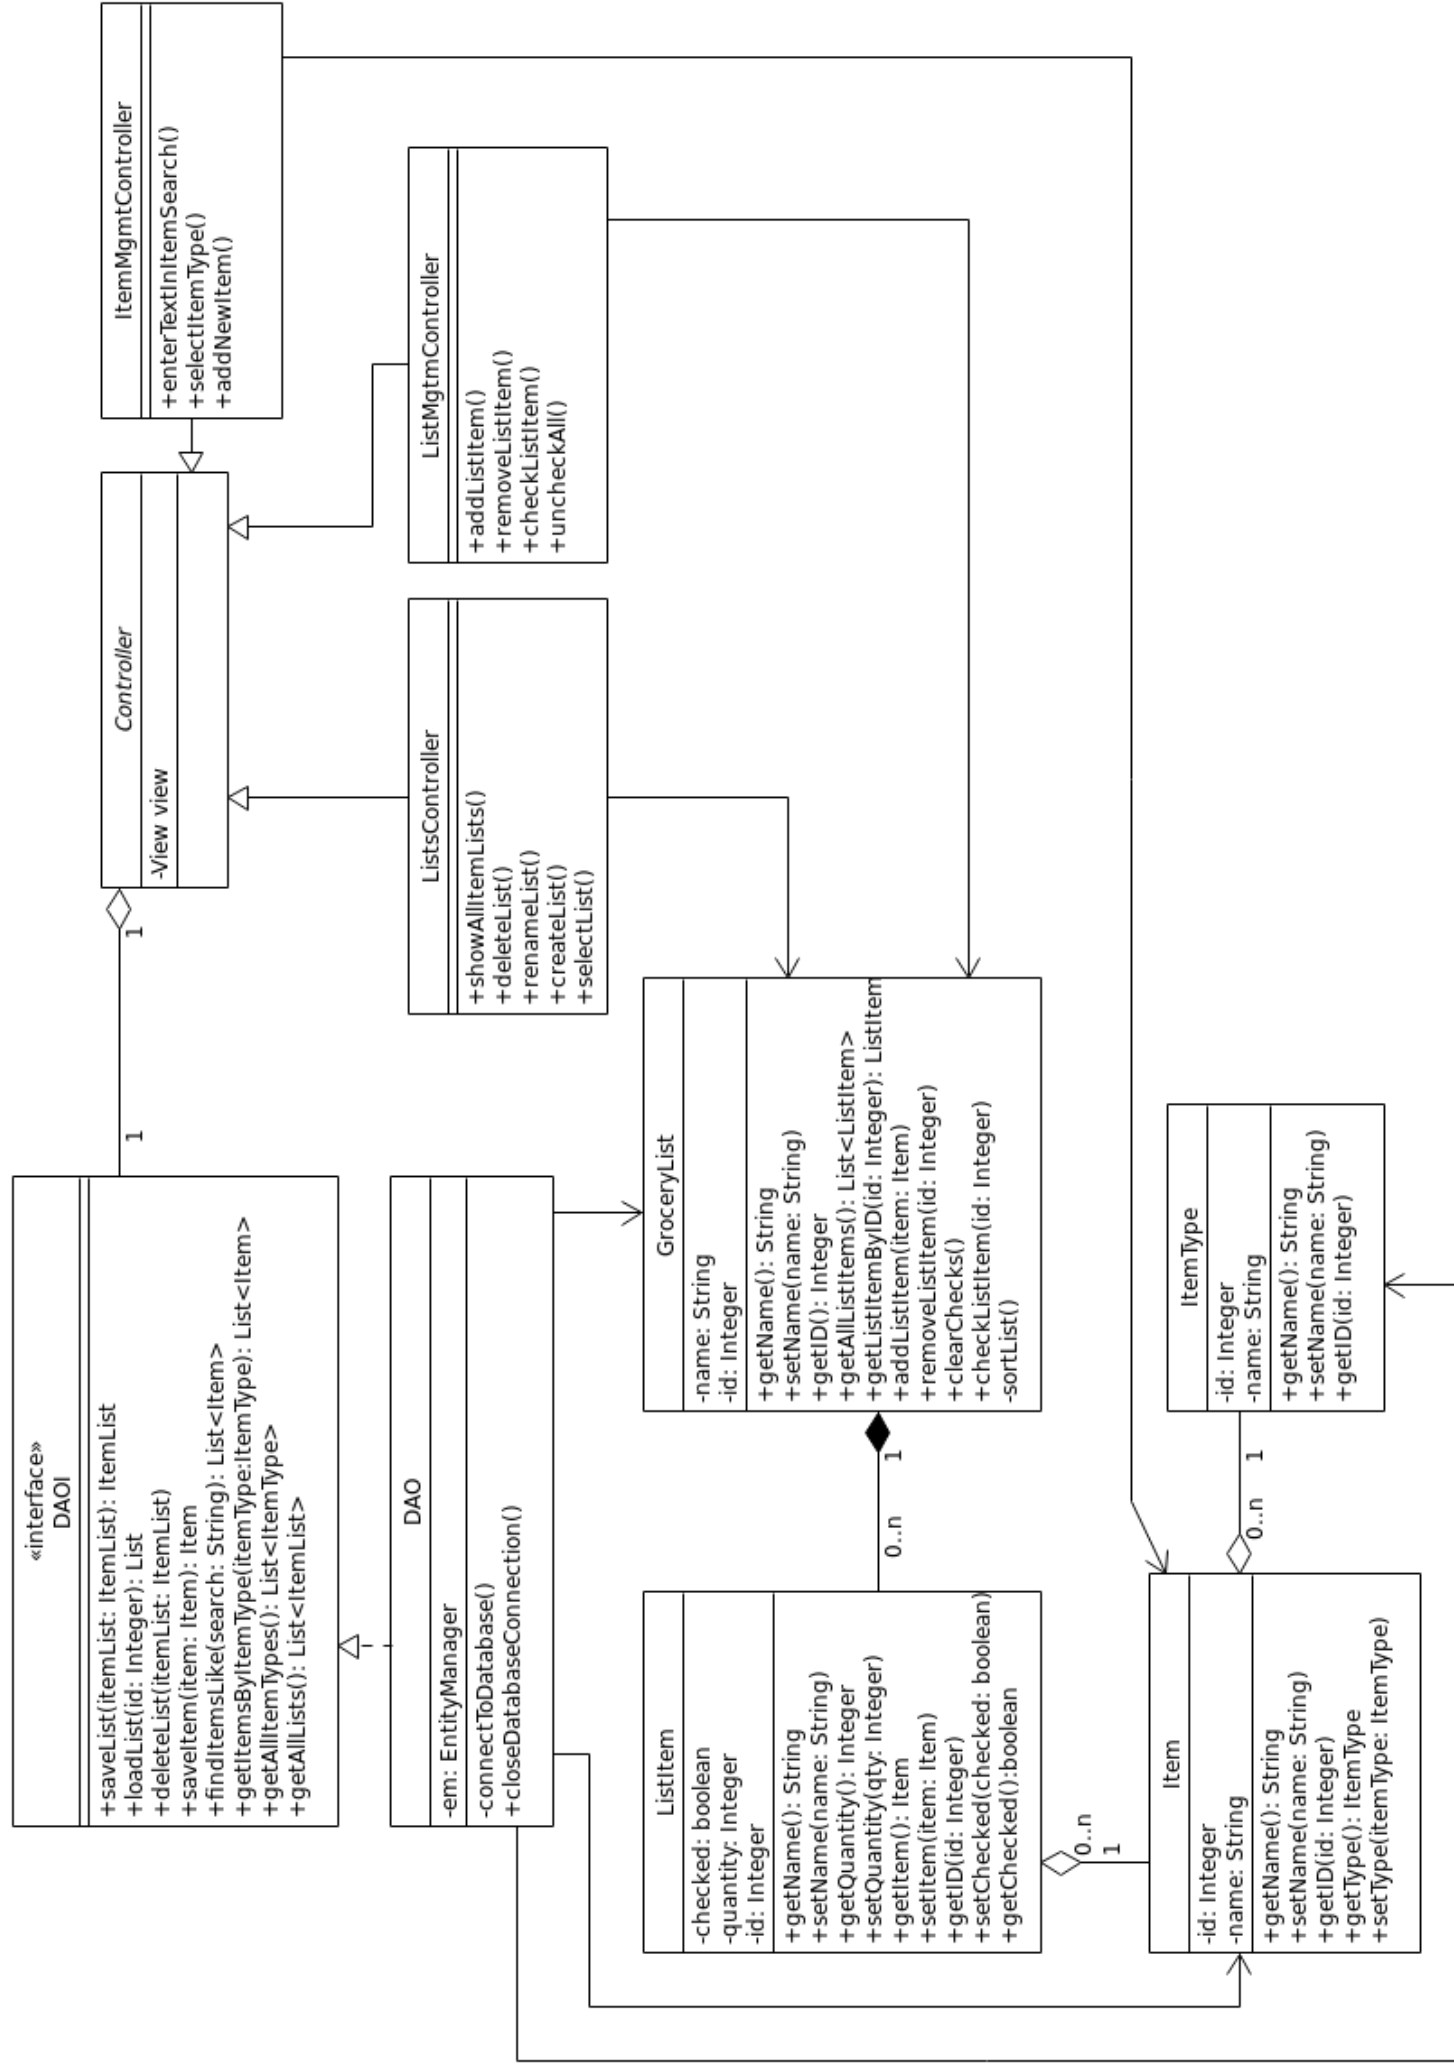 «interface»
DAOI
+saveList(itemList: ItemList): ItemList
+loadList(id: Integer): List
+deleteList(itemList: ItemList)
+saveItem(item: Item): Item
+findItemsLike(search: String): List<Item>
+getItemsByItemType(itemType:ItemType): List<Item>
+getAllItemTypes(): List<ItemType>
+getAllLists(): List<ItemList>
1
1
Controller
-View view
ItemMgmtController
+enterTextInItemSearch()
+selectItemType()
+addNewItem()
DAO
-em: EntityManager
-connectToDatabase()
+closeDatabaseConnection()
ListsController
+showAllItemLists()
+deleteList()
+renameList()
+createList()
+selectList()
ListMgtmController
+addListItem()
+removeListItem()
+checkListItem()
+uncheckAll()
ListItem
-checked: boolean
-quantity: Integer
-id: Integer
+getName(): String
+setName(name: String)
+getQuantity(): Integer
+setQuantity(qty: Integer)
+getItem(): Item
+setItem(item: Item)
+getID(id: Integer)
+setChecked(checked: boolean)
+getChecked():boolean
0..n
1
GroceryList
-name: String
-id: Integer
+getName(): String
+setName(name: String)
+getID(): Integer
+getAllListItems(): List<ListItem>
+getListItemByID(id: Integer): ListItem
+addListItem(item: Item)
+removeListItem(id: Integer)
+clearChecks()
+checkListItem(id: Integer)
-sortList()
0..n
1
Item
-id: Integer
-name: String
+getName(): String
+setName(name: String)
+getID(id: Integer)
+getType(): ItemType
+setType(itemType: ItemType)
0..n
1
ItemType
-id: Integer
-name: String
+getName(): String
+setName(name: String)
+getID(id: Integer)